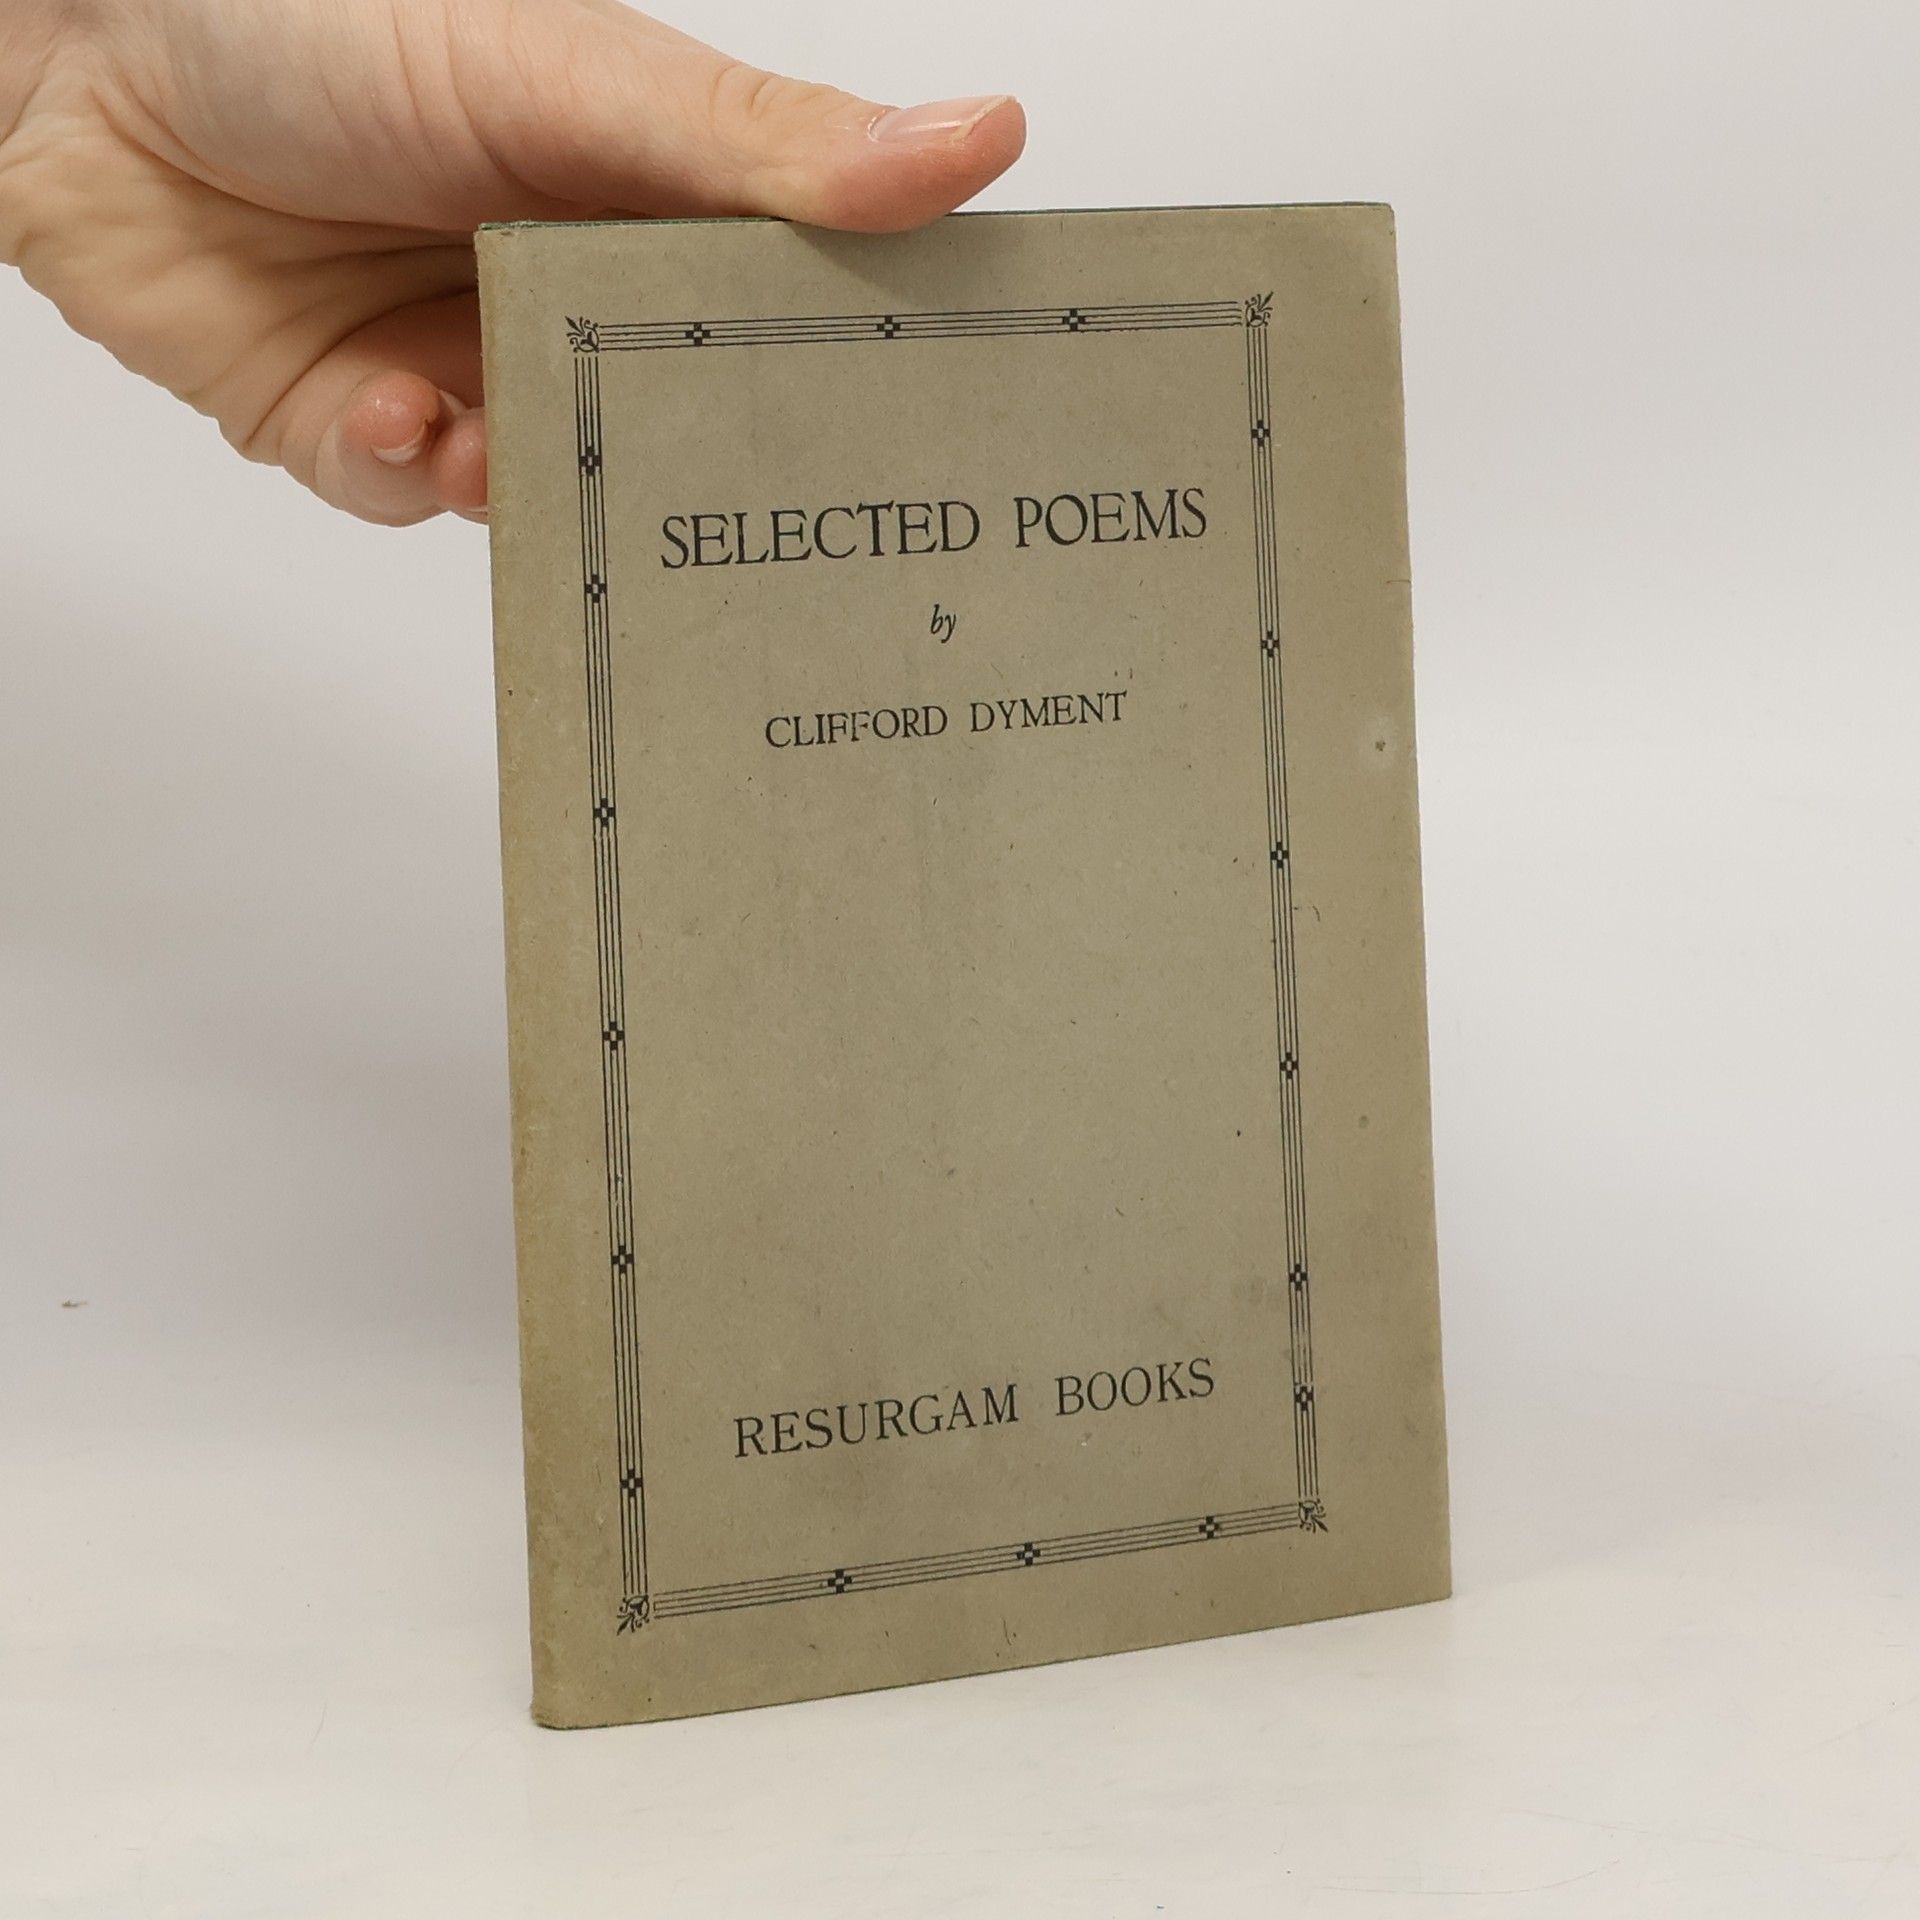 SELECTED POEMS
by
CLIFFORD DYMENT
RESURGAM BOOKS